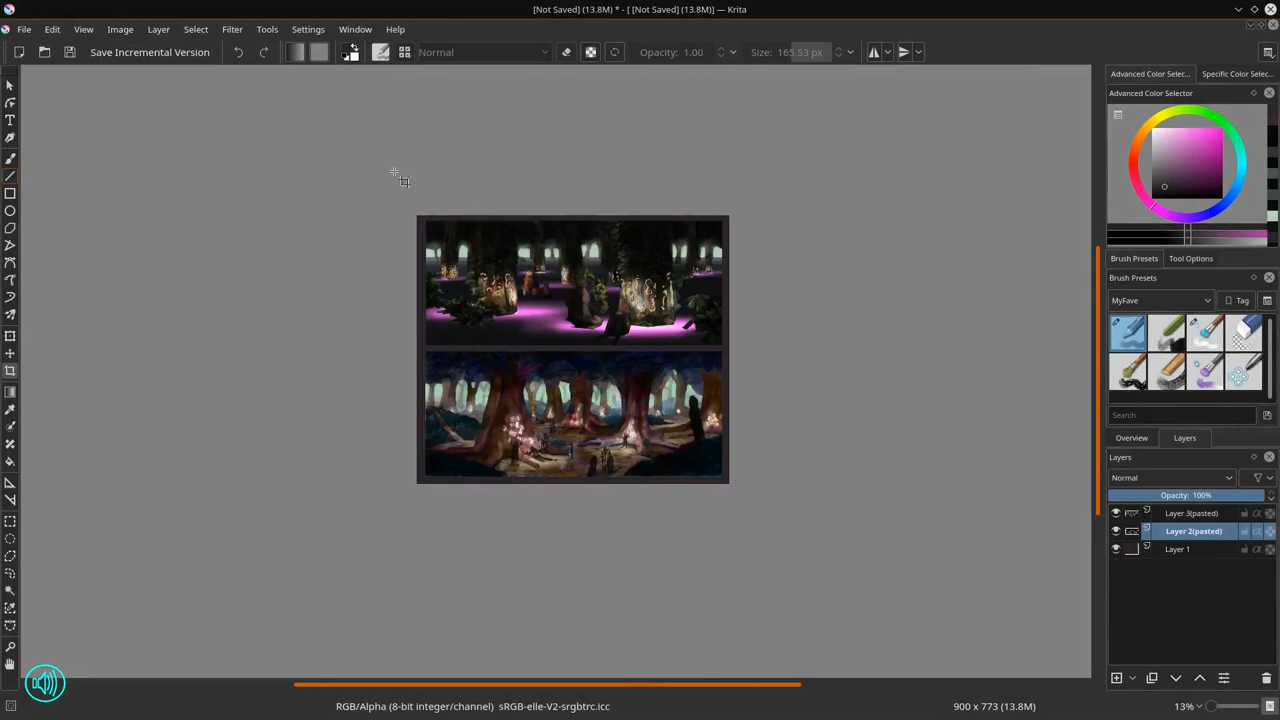 [Not Saved] (13.8M) * - [ [Not Saved] (13.8M)] — Krita
File Edit View Image Layer Select Filter Tools Settings Window Help
Save Incremental Version
Normal
Opacity: 1.00
Size: 165.53 px
Advanced Color Selec...
Specific Color Selec...
Advanced Color Selector
Brush Presets
Tool Options
Brush Presets
MyFave
Tag
Search
Overview
Layers
Layers
Normal
Opacity: 100%
Layer 3(pasted)
Layer 2(pasted)
Layer 1
RGB/Alpha (8-bit integer/channel) sRGB-elle-V2-srgbtrc.icc
900 x 773 (13.8M)
13%